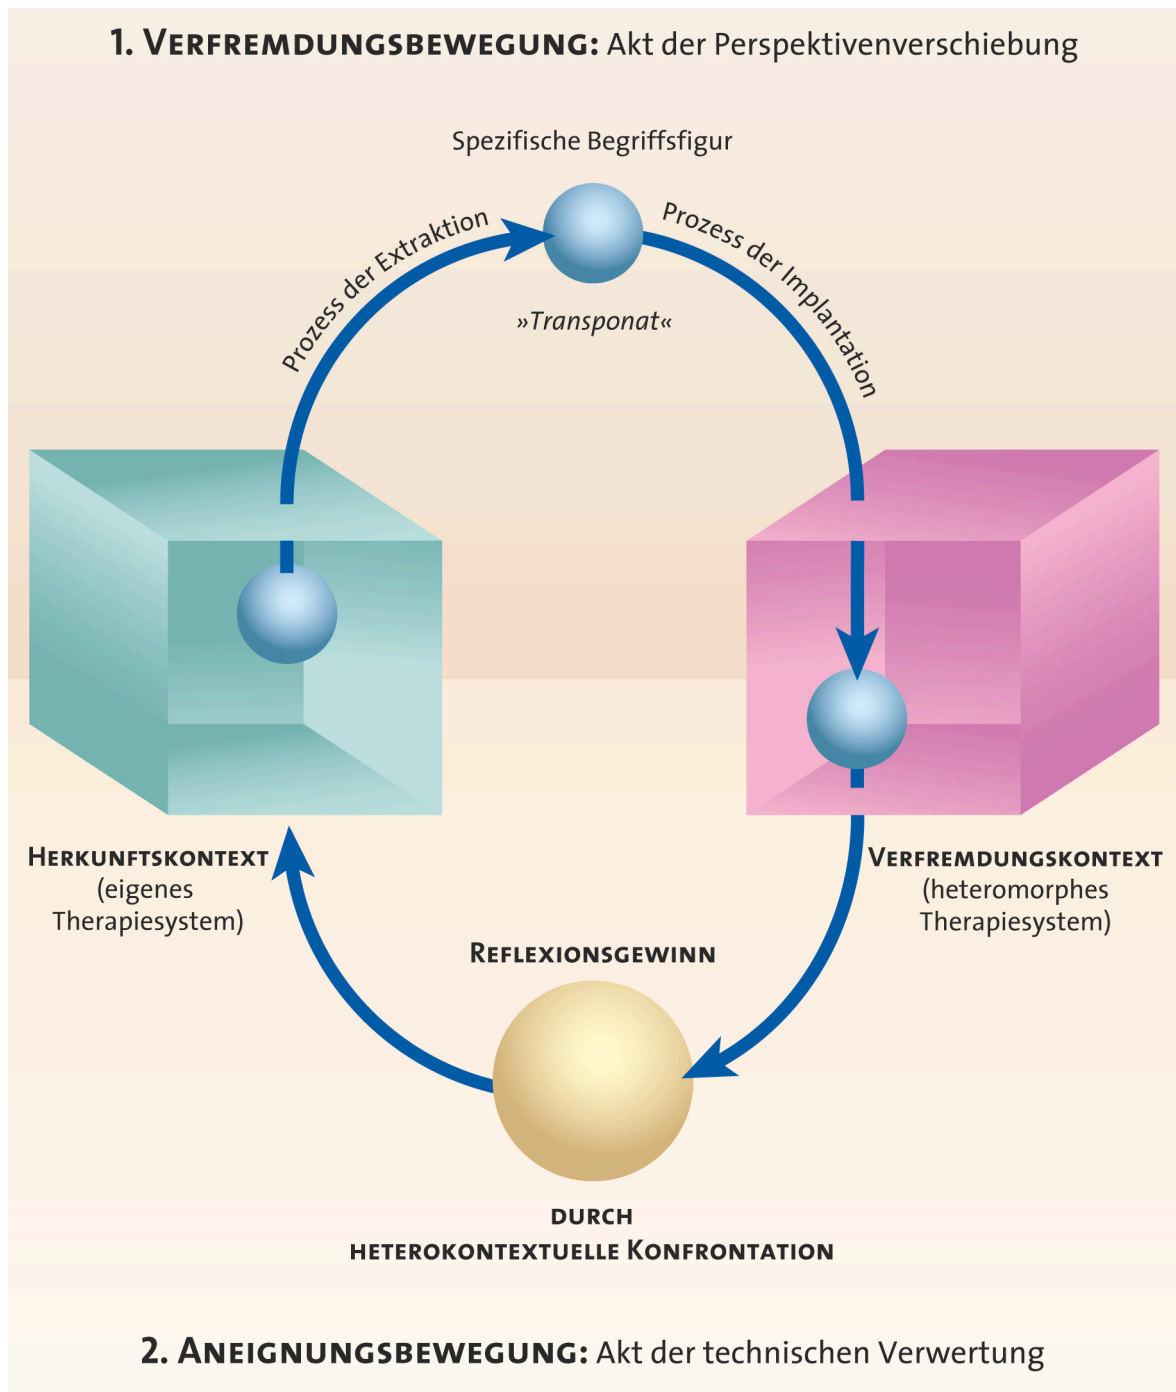 1. VERFREMDUNGSBEWEGUNG: Akt der Perspektivenverschiebung
Spezifische Begriffsfigur
Prozess der Extraktion
Prozess der Implantation
»Transponat«
HERKUNFTSKONTEXT
(eigenes
Therapiesystem)
VERFREMDUNGSKONTEXT
(heteromorphes
Therapiesystem)
REFLEXIONSGEWINN
DURCH
HETEROKONTEXTUELLE KONFRONTATION
2. ANEIGNUNGSBEWEGUNG: Akt der technischen Verwertung